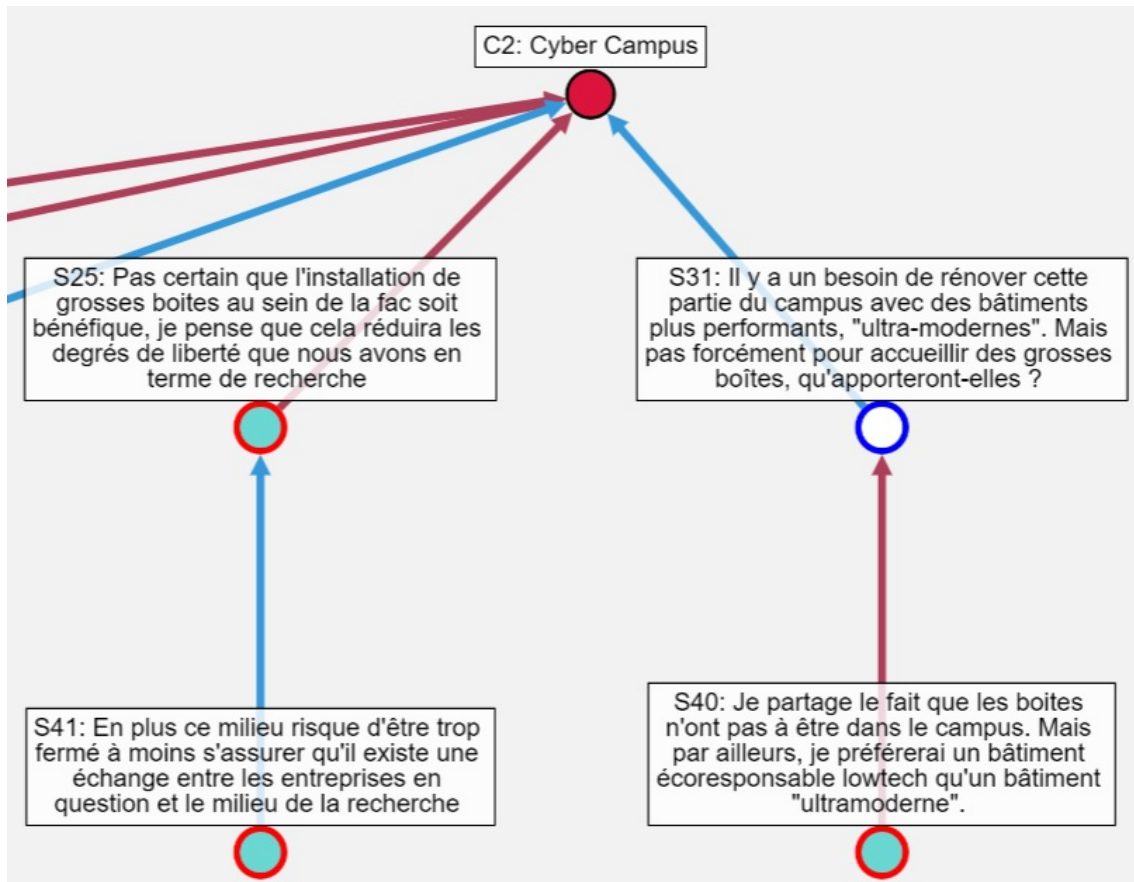 C2: Cyber Campus
S25: Pas certain que l'installation de
grosses boites au sein de la fac soit
bénéfique, je pense que cela réduira les
degrés de liberté que nous avons en
terme de recherche
S31: Il y a un besoin de rénover cette
partie du campus avec des bâtiments
plus performants, "ultra-modernes". Mais
pas forcément pour accueillir des grosses
boîtes, qu'apporteront-elles ?
S41: En plus ce milieu risque d'être trop
fermé à moins s'assurer qu'il existe une
échange entre les entreprises en
question et le milieu de la recherche
S40: Je partage le fait que les boites
n'ont pas à être dans le campus. Mais
par ailleurs, je préférerai un bâtiment
écoresponsable lowtech qu'un bâtiment
"ultramoderne".